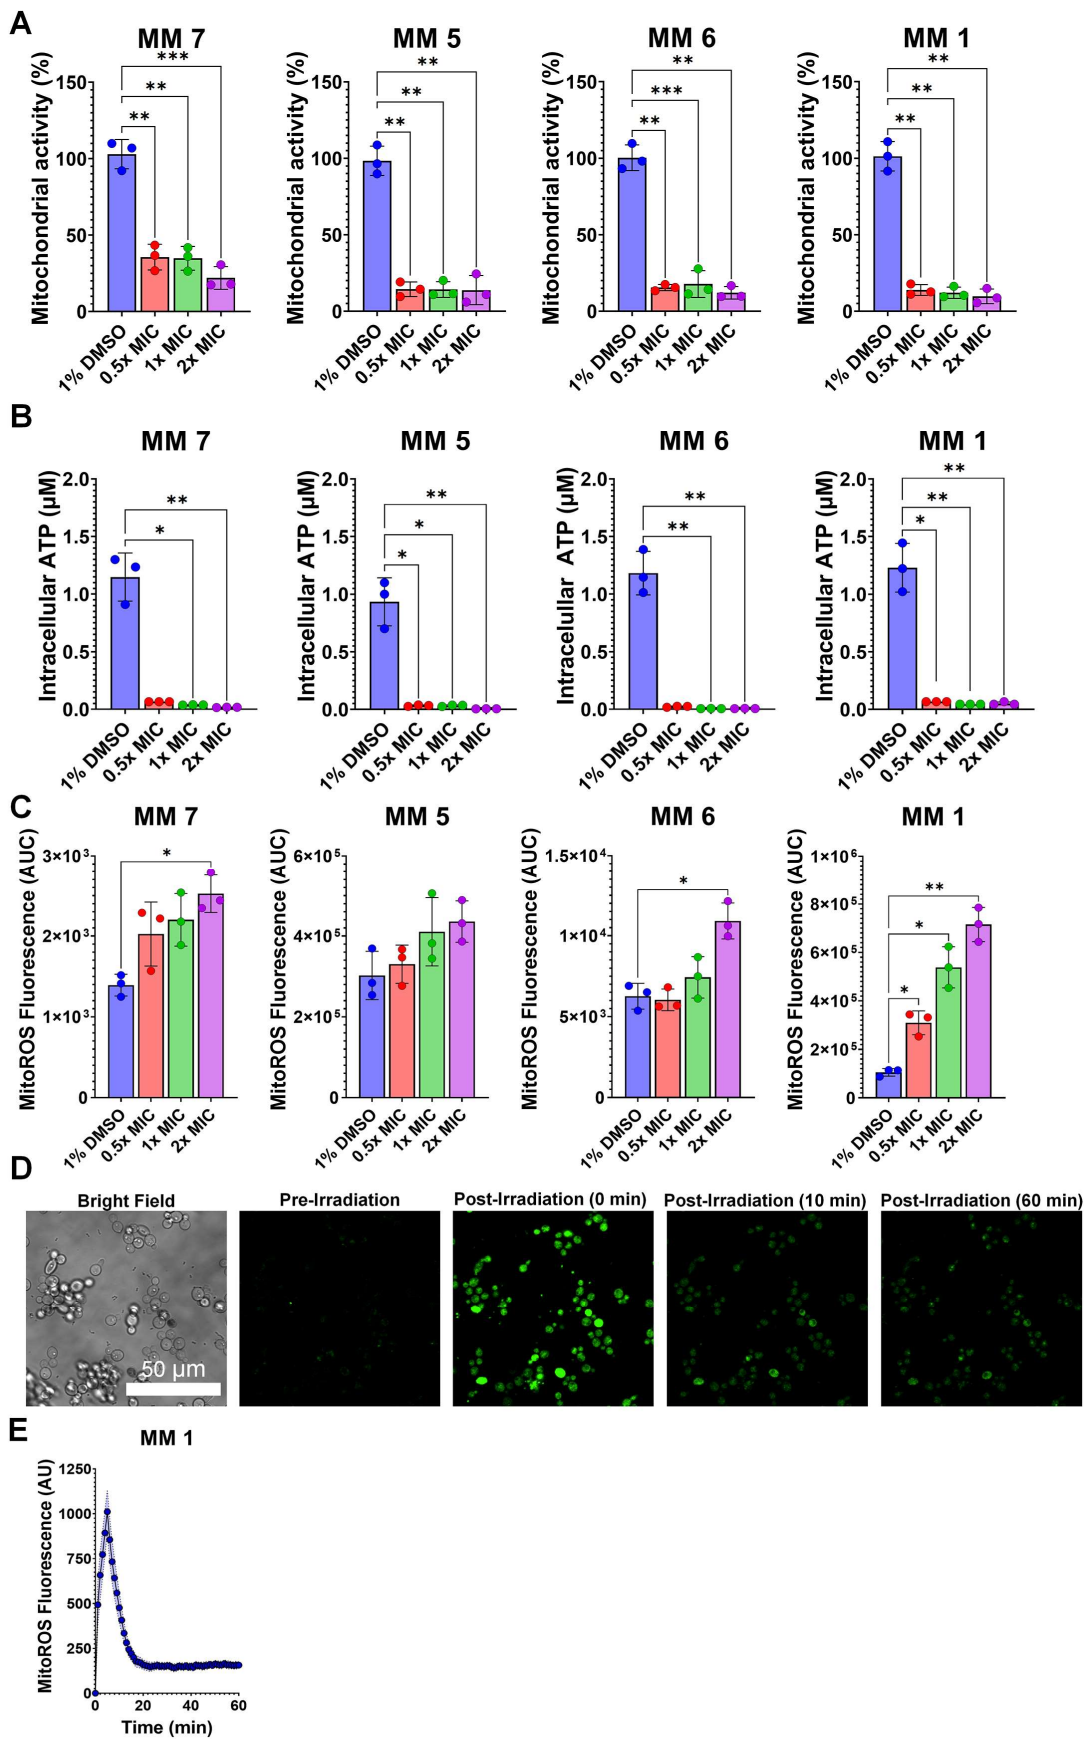 A
MM 7
MM 5
MM 6
MM 1
Mitochondrial activity (%)
150
100
50
0
**
**
***
1% DMSO
0.5x MIC
1x MIC
2x MIC
Mitochondrial activity (%)
150
100
50
0
**
**
**
1% DMSO
0.5x MIC
1x MIC
2x MIC
Mitochondrial activity (%)
150
100
50
0
**
***
**
1% DMSO
0.5x MIC
1x MIC
2x MIC
Mitochondrial activity (%)
150
100
50
0
**
**
**
1% DMSO
0.5x MIC
1x MIC
2x MIC
B
MM 7
MM 5
MM 6
MM 1
Intracellular ATP (µM)
2.0
1.5
1.0
0.5
0.0
**
*
1% DMSO
0.5x MIC
1x MIC
2x MIC
Intracellular ATP (µM)
2.0
1.5
1.0
0.5
0.0
**
*
*
1% DMSO
0.5x MIC
1x MIC
2x MIC
Intracellular ATP (µM)
2.0
1.5
1.0
0.5
0.0
**
**
1% DMSO
0.5x MIC
1x MIC
2x MIC
Intracellular ATP (µM)
2.0
1.5
1.0
0.5
0.0
**
**
*
1% DMSO
0.5x MIC
1x MIC
2x MIC
C
MM 7
MM 5
MM 6
MM 1
MitoROS Fluorescence (AUC)
3×10³
2×10³
1×10³
0
*
1% DMSO
0.5x MIC
1x MIC
2x MIC
MitoROS Fluorescence (AUC)
6×10⁵
4×10⁵
2×10⁵
0
1% DMSO
0.5x MIC
1x MIC
2x MIC
MitoROS Fluorescence (AUC)
1.5×10⁴
1×10⁴
5×10³
0
*
1% DMSO
0.5x MIC
1x MIC
2x MIC
MitoROS Fluorescence (AUC)
1×10⁶
8×10⁵
6×10⁵
4×10⁵
2×10⁵
0
**
*
*
1% DMSO
0.5x MIC
1x MIC
2x MIC
D
Bright Field
Pre-Irradiation
Post-Irradiation (0 min)
Post-Irradiation (10 min)
Post-Irradiation (60 min)
50 µm
E
MM 1
MitoROS Fluorescence (AU)
1250
1000
750
500
250
0
0
20
40
60
Time (min)